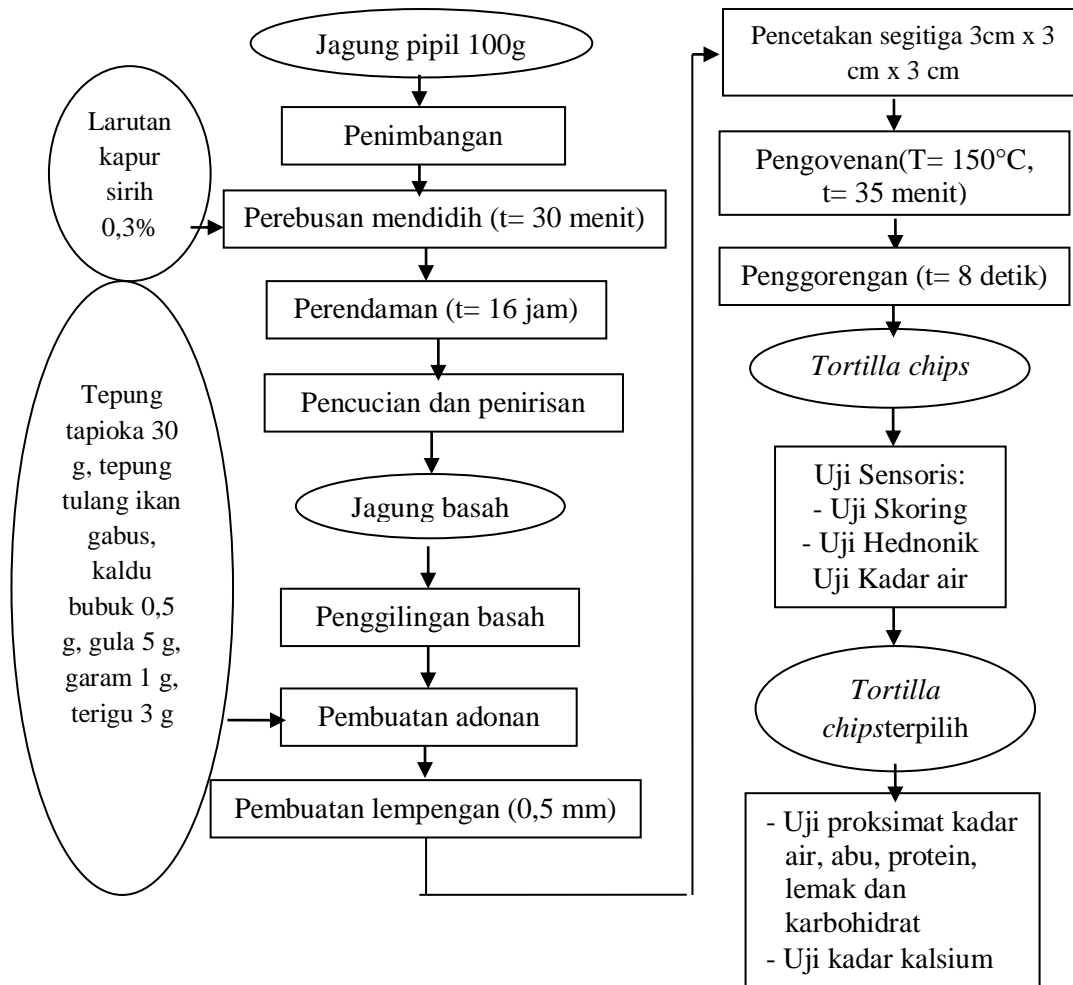 Jagung pipil 100g
Penimbangan
Larutan
kapur
sirih
0,3%
Perebusan mendidih (t= 30 menit)
Perendaman (t= 16 jam)
Pencucian dan penirisan
Jagung basah
Penggilingan basah
Tepung
tapioka 30
g, tepung
tulang ikan
gabus,
kaldu
bubuk 0,5
g, gula 5 g,
garam 1 g,
terigu 3 g
Pembuatan adonan
Pembuatan lempengan (0,5 mm)
Pencetakan segitiga 3cm x 3
cm x 3 cm
Pengovenan(T= 150°C,
t= 35 menit)
Penggorengan (t= 8 detik)
Tortilla chips
Uji Sensoris:
- Uji Skoring
- Uji Hednonik
Uji Kadar air
Tortilla
chipsterpilih
- Uji proksimat kadar
air, abu, protein,
lemak dan
karbohidrat
- Uji kadar kalsium